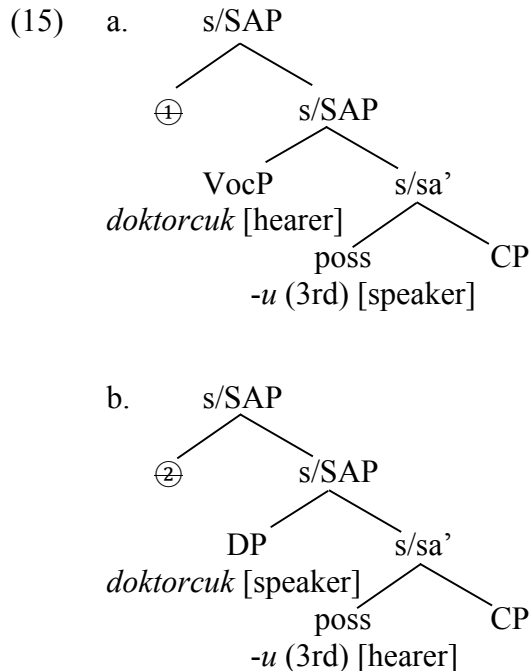 (15) a. s/SAP
① s/SAP
VocP s/sa’
doktorcuk [hearer]
poss CP
-u (3rd) [speaker]
b. s/SAP
② s/SAP
DP s/sa’
doktorcuk [speaker]
poss CP
-u (3rd) [hearer]